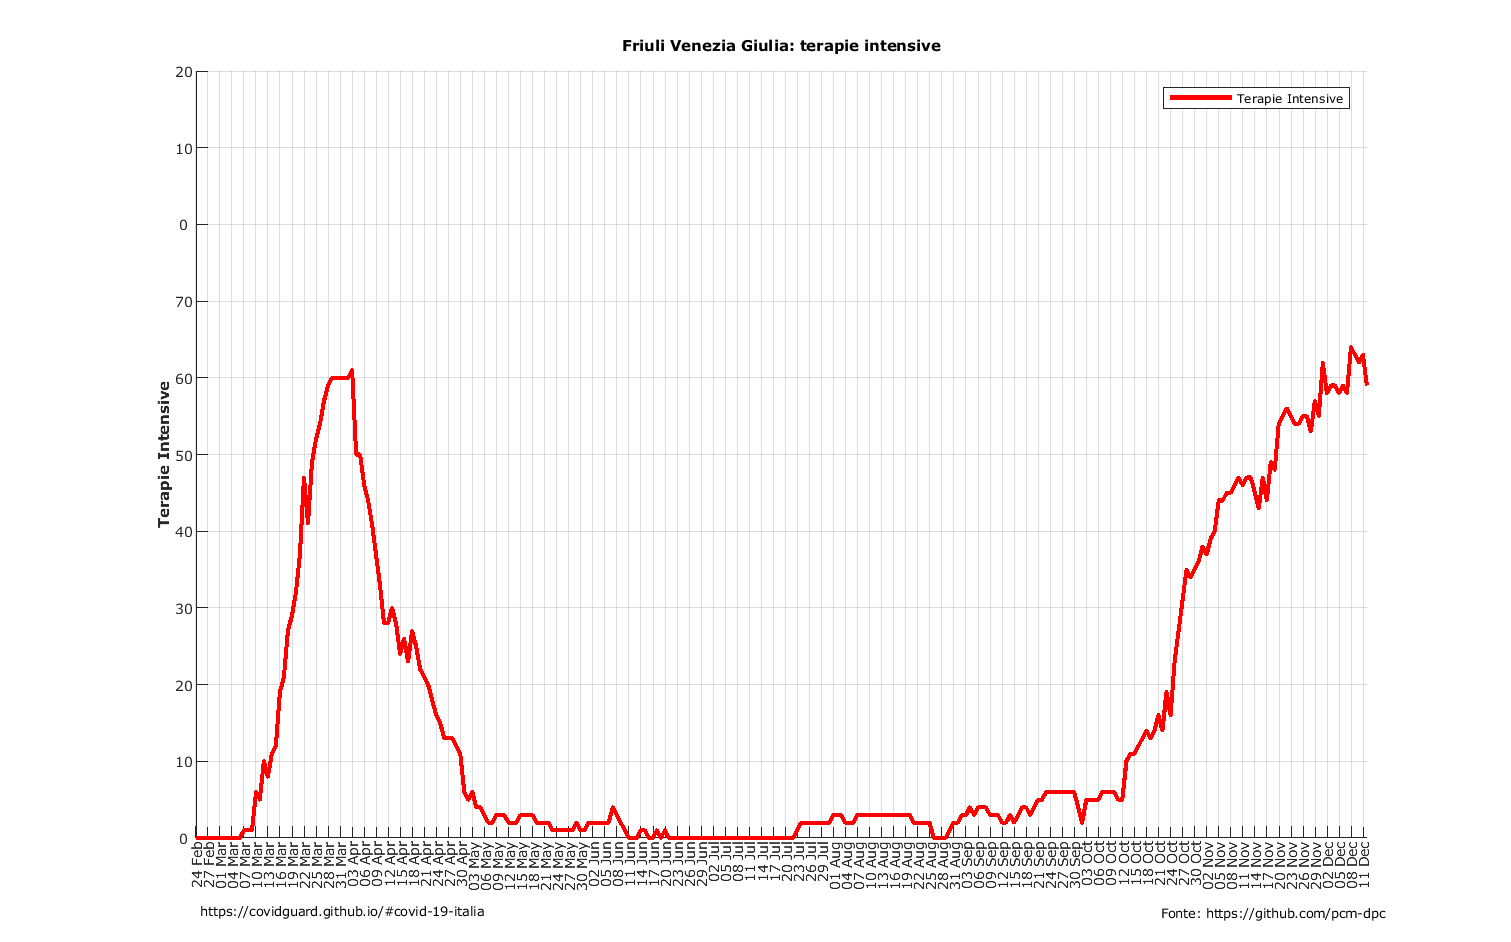 Friuli Venezia Giulia: terapie intensive
Terapie Intensive
Terapie Intensive
20
10
0
70
60
50
40
30
20
10
0
24 Feb
27 Feb
01 Mar
04 Mar
07 Mar
10 Mar
13 Mar
16 Mar
19 Mar
22 Mar
25 Mar
28 Mar
31 Mar
03 Apr
06 Apr
09 Apr
12 Apr
15 Apr
18 Apr
21 Apr
24 Apr
27 Apr
30 Apr
03 May
06 May
09 May
12 May
15 May
18 May
21 May
24 May
27 May
30 May
02 Jun
05 Jun
08 Jun
11 Jun
14 Jun
17 Jun
20 Jun
23 Jun
26 Jun
29 Jun
02 Jul
05 Jul
08 Jul
11 Jul
14 Jul
17 Jul
20 Jul
23 Jul
26 Jul
29 Jul
01 Aug
04 Aug
07 Aug
10 Aug
13 Aug
16 Aug
19 Aug
22 Aug
25 Aug
28 Aug
31 Aug
03 Sep
06 Sep
09 Sep
12 Sep
15 Sep
18 Sep
21 Sep
24 Sep
27 Sep
30 Sep
03 Oct
06 Oct
09 Oct
12 Oct
15 Oct
18 Oct
21 Oct
24 Oct
27 Oct
30 Oct
02 Nov
05 Nov
08 Nov
11 Nov
14 Nov
17 Nov
20 Nov
23 Nov
26 Nov
29 Nov
02 Dec
05 Dec
08 Dec
11 Dec
https://covidguard.github.io/#covid-19-italia
Fonte: https://github.com/pcm-dpc